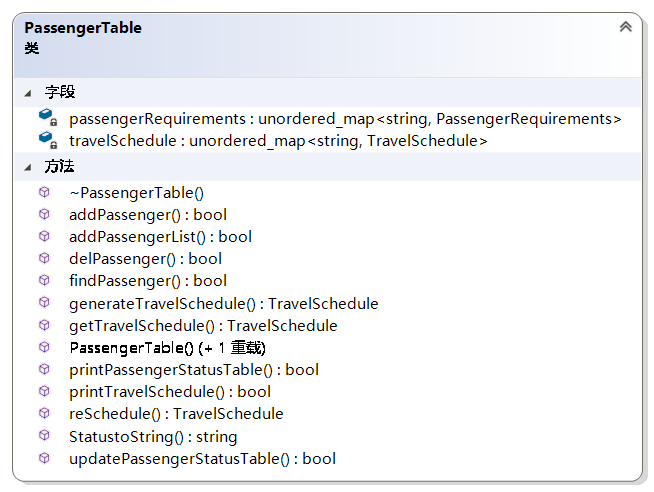 PassengerTable
类
字段
passengerRequirements : unordered_map<string, PassengerRequirements>
travelSchedule : unordered_map<string, TravelSchedule>
方法
~PassengerTable()
addPassenger() : bool
addPassengerList() : bool
delPassenger() : bool
findPassenger() : bool
generateTravelSchedule() : TravelSchedule
getTravelSchedule() : TravelSchedule
PassengerTable() (+ 1 重载)
printPassengerStatusTable() : bool
printTravelSchedule() : bool
reSchedule() : TravelSchedule
StatustoString() : string
updatePassengerStatusTable() : bool